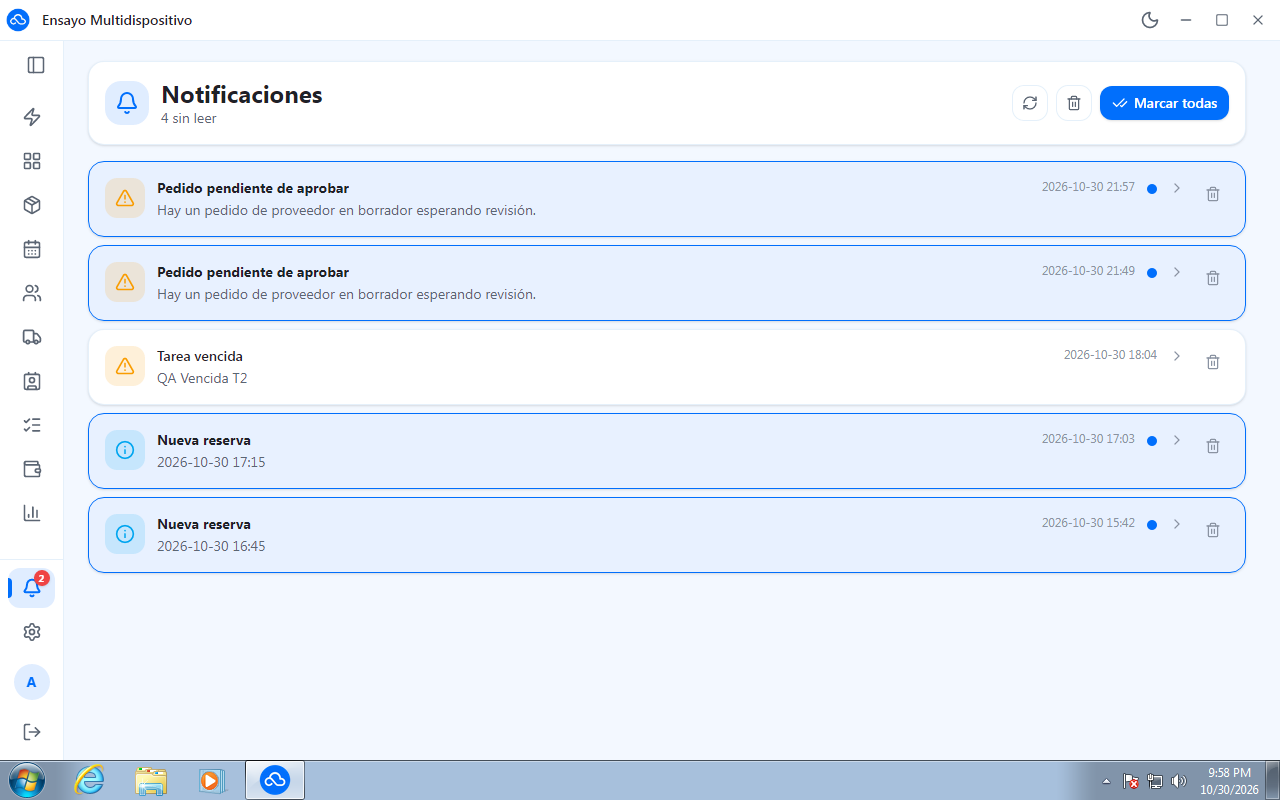 Ensayo Multidispositivo
Notificaciones
4 sin leer
Marcar todas
Pedido pendiente de aprobar
2026-10-30 21:57
Hay un pedido de proveedor en borrador esperando revisión.
Pedido pendiente de aprobar
2026-10-30 21:49
Hay un pedido de proveedor en borrador esperando revisión.
Tarea vencida
2026-10-30 18:04
QA Vencida T2
Nueva reserva
2026-10-30 17:03
2026-10-30 17:15
Nueva reserva
2026-10-30 15:42
2026-10-30 16:45
2
A
9:58 PM
10/30/2026